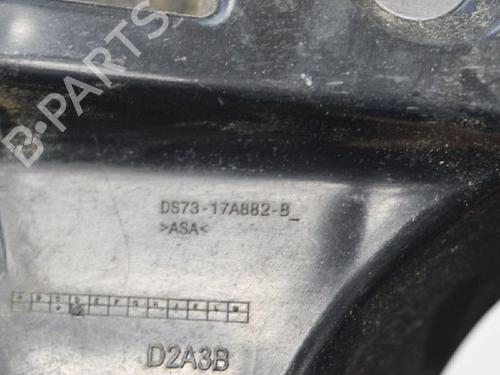 B-PARTS
DS73-17A882-B_
>ASA<
D2A3B